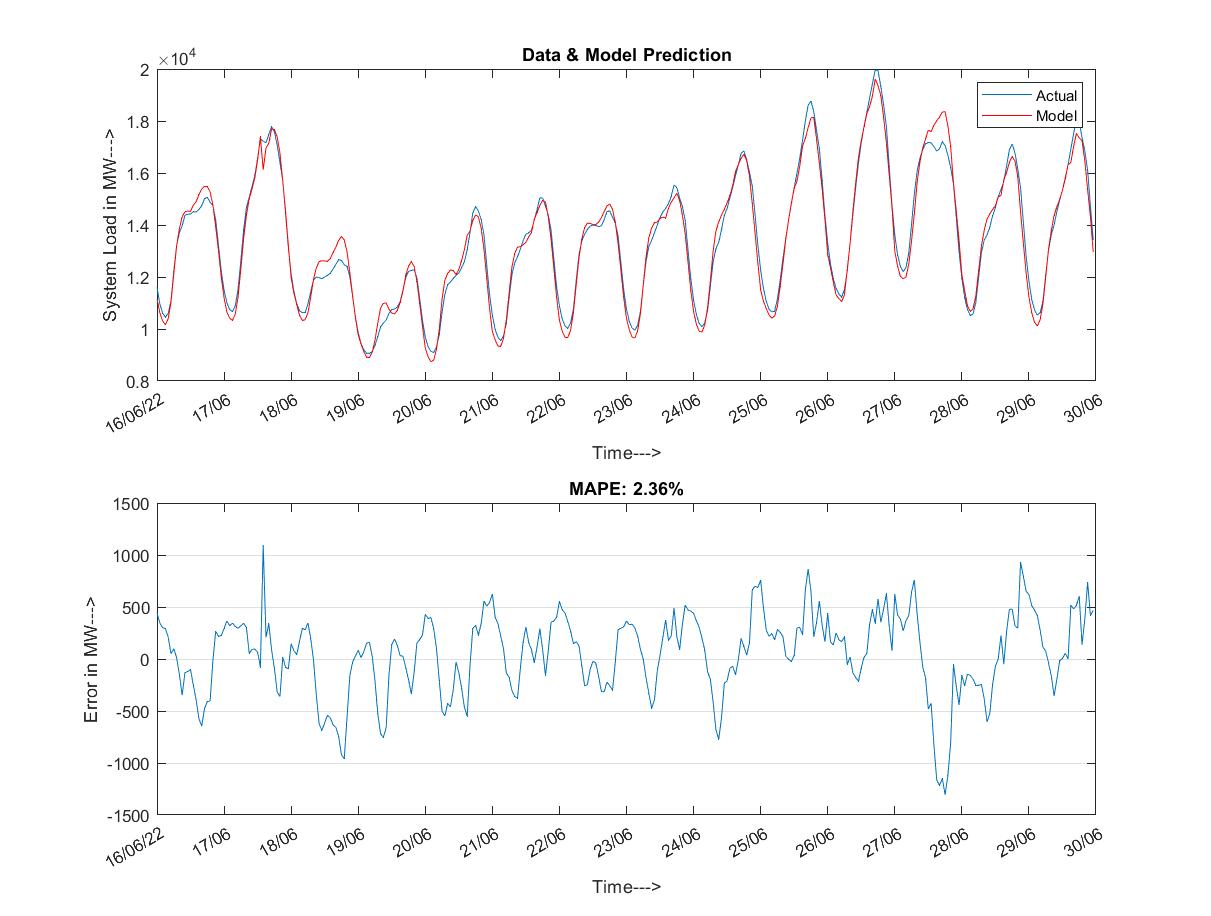 Data & Model Prediction
×10^4
2
1.8
1.6
1.4
1.2
1
0.8
System Load in MW--->
Actual
Model
16/06/22 17/06 18/06 19/06 20/06 21/06 22/06 23/06 24/06 25/06 26/06 27/06 28/06 29/06 30/06
Time--->
MAPE: 2.36%
1500
1000
500
0
-500
-1000
-1500
Error in MW--->
16/06/22 17/06 18/06 19/06 20/06 21/06 22/06 23/06 24/06 25/06 26/06 27/06 28/06 29/06 30/06
Time--->